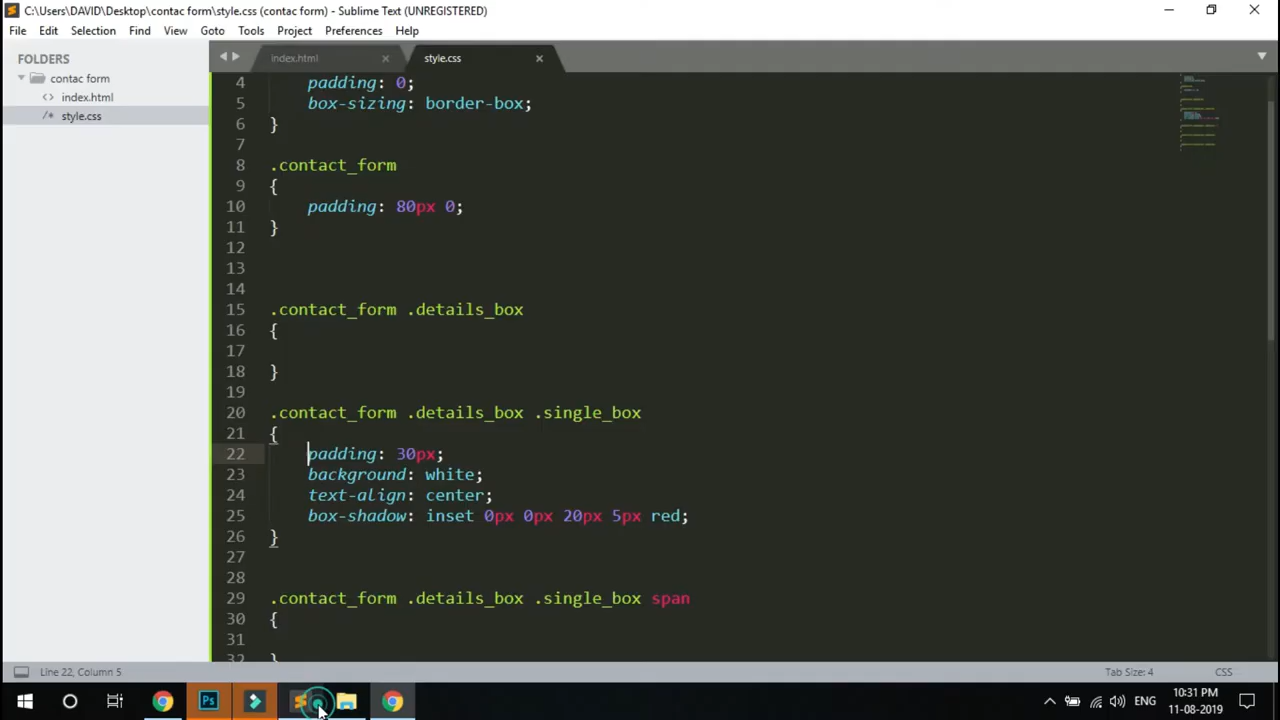 C:\Users\DAVID\Desktop\contac form\style.css (contac form) - Sublime Text (UNREGISTERED)
File Edit Selection Find View Goto Tools Project Preferences Help
FOLDERS
contac form
<> index.html
/* style.css
index.html × style.css ×
4 padding: 0;
5 box-sizing: border-box;
6 }
7
8 .contact_form
9 {
10 padding: 80px 0;
11 }
12
13
14
15 .contact_form .details_box
16 {
17
18 }
19
20 .contact_form .details_box .single_box
21 {
22 padding: 30px;
23 background: white;
24 text-align: center;
25 box-shadow: inset 0px 0px 20px 5px red;
26 }
27
28
29 .contact_form .details_box .single_box span
30 {
31
32 }
Line 22, Column 5
Tab Size: 4 CSS
Ps
ENG
10:31 PM
11-08-2019